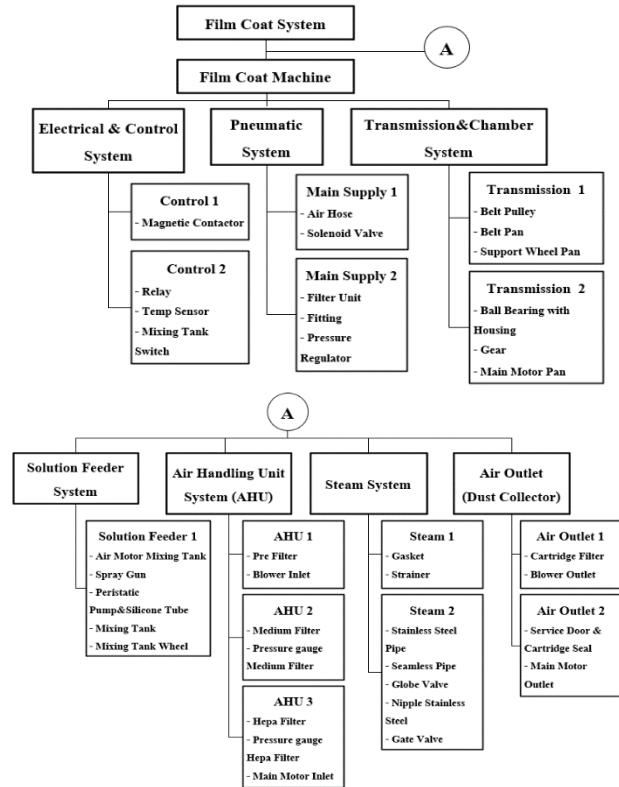 Film Coat System
A
Film Coat Machine
Electrical & Control
System
Pneumatic
System
Transmission&Chamber
System
Control 1
- Magnetic Contactor
Control 2
- Relay
- Temp Sensor
- Mixing Tank
Switch
Main Supply 1
- Air Hose
- Solenoid Valve
Main Supply 2
- Filter Unit
- Fitting
- Pressure
Regulator
Transmission 1
- Belt Pulley
- Belt Pan
- Support Wheel Pan
Transmission 2
- Ball Bearing with
Housing
- Gear
- Main Motor Pan
A
Solution Feeder
System
Air Handling Unit
System (AHU)
Steam System
Air Outlet
(Dust Collector)
Solution Feeder 1
- Air Motor Mixing Tank
- Spray Gun
- Peristatic
Pump&Silicone Tube
- Mixing Tank
- Mixing Tank Wheel
AHU 1
- Pre Filter
- Blower Inlet
AHU 2
- Medium Filter
- Pressure gauge
Medium Filter
AHU 3
- Hepa Filter
- Pressure gauge
Hepa Filter
- Main Motor Inlet
Steam 1
- Gasket
- Strainer
Steam 2
- Stainless Steel
Pipe
- Seamless Pipe
- Globe Valve
- Nipple Stainless
Steel
- Gate Valve
Air Outlet 1
- Cartridge Filter
- Blower Outlet
Air Outlet 2
- Service Door &
Cartridge Seal
- Main Motor
Outlet